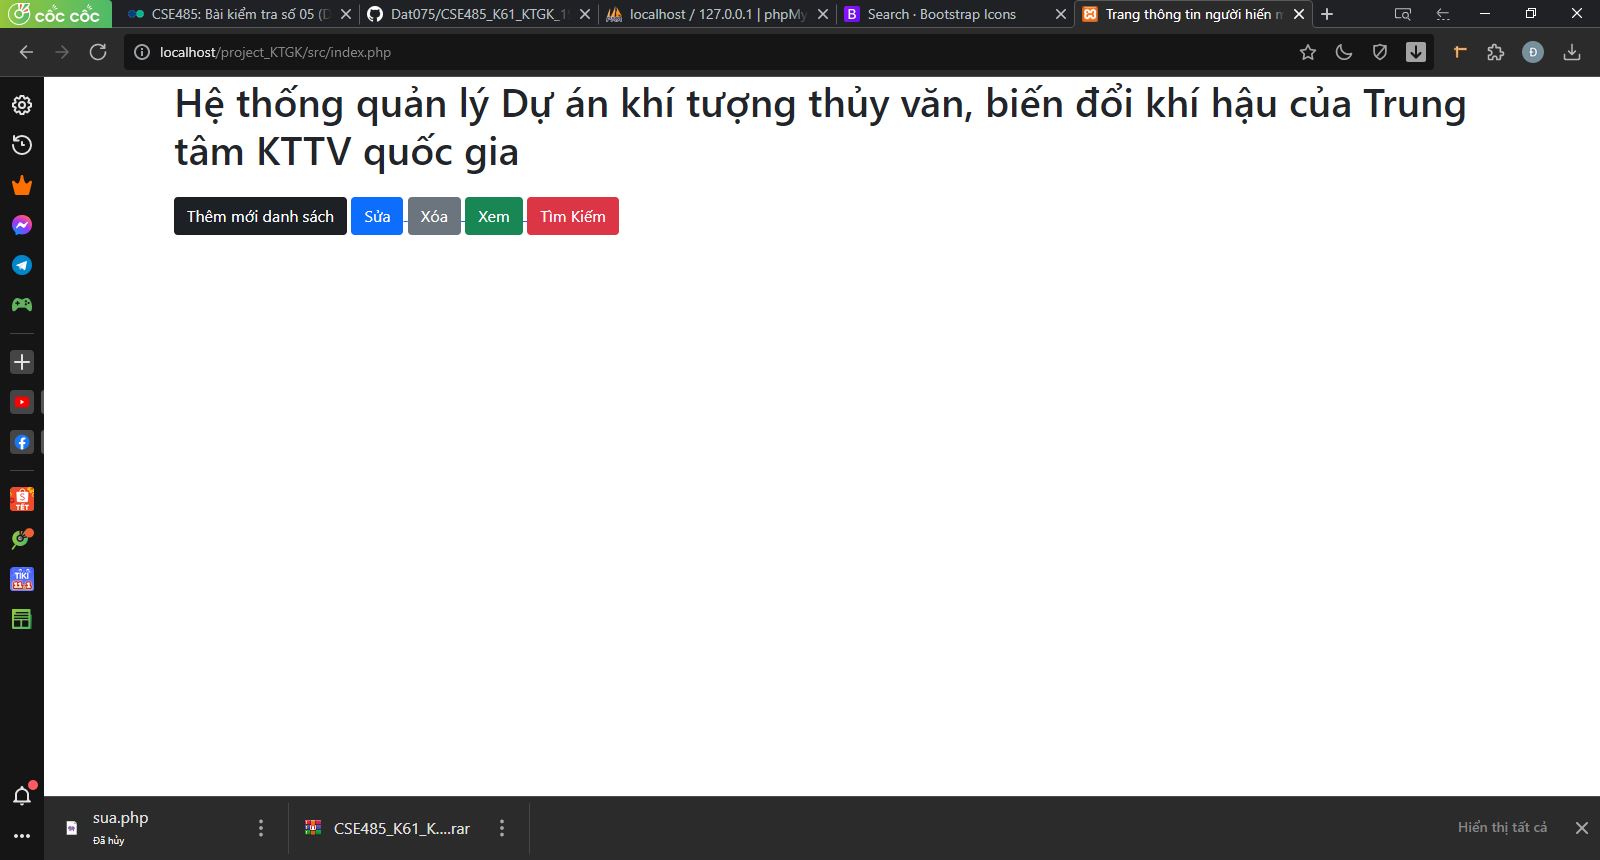 cốc cốc
CSE485: Bài kiểm tra số 05 (D
Dat075/CSE485_K61_KTGK_1
localhost / 127.0.0.1 | phpMy
B Search · Bootstrap Icons
Trang thông tin người hiến m
localhost/project_KTGK/src/index.php
Đ
Hệ thống quản lý Dự án khí tượng thủy văn, biến đổi khí hậu của Trung
tâm KTTV quốc gia
Thêm mới danh sách Sửa Xóa Xem Tìm Kiếm
TẾT
TIKI
sua.php
Đã hủy
CSE485_K61_K....rar
Hiển thị tất cả